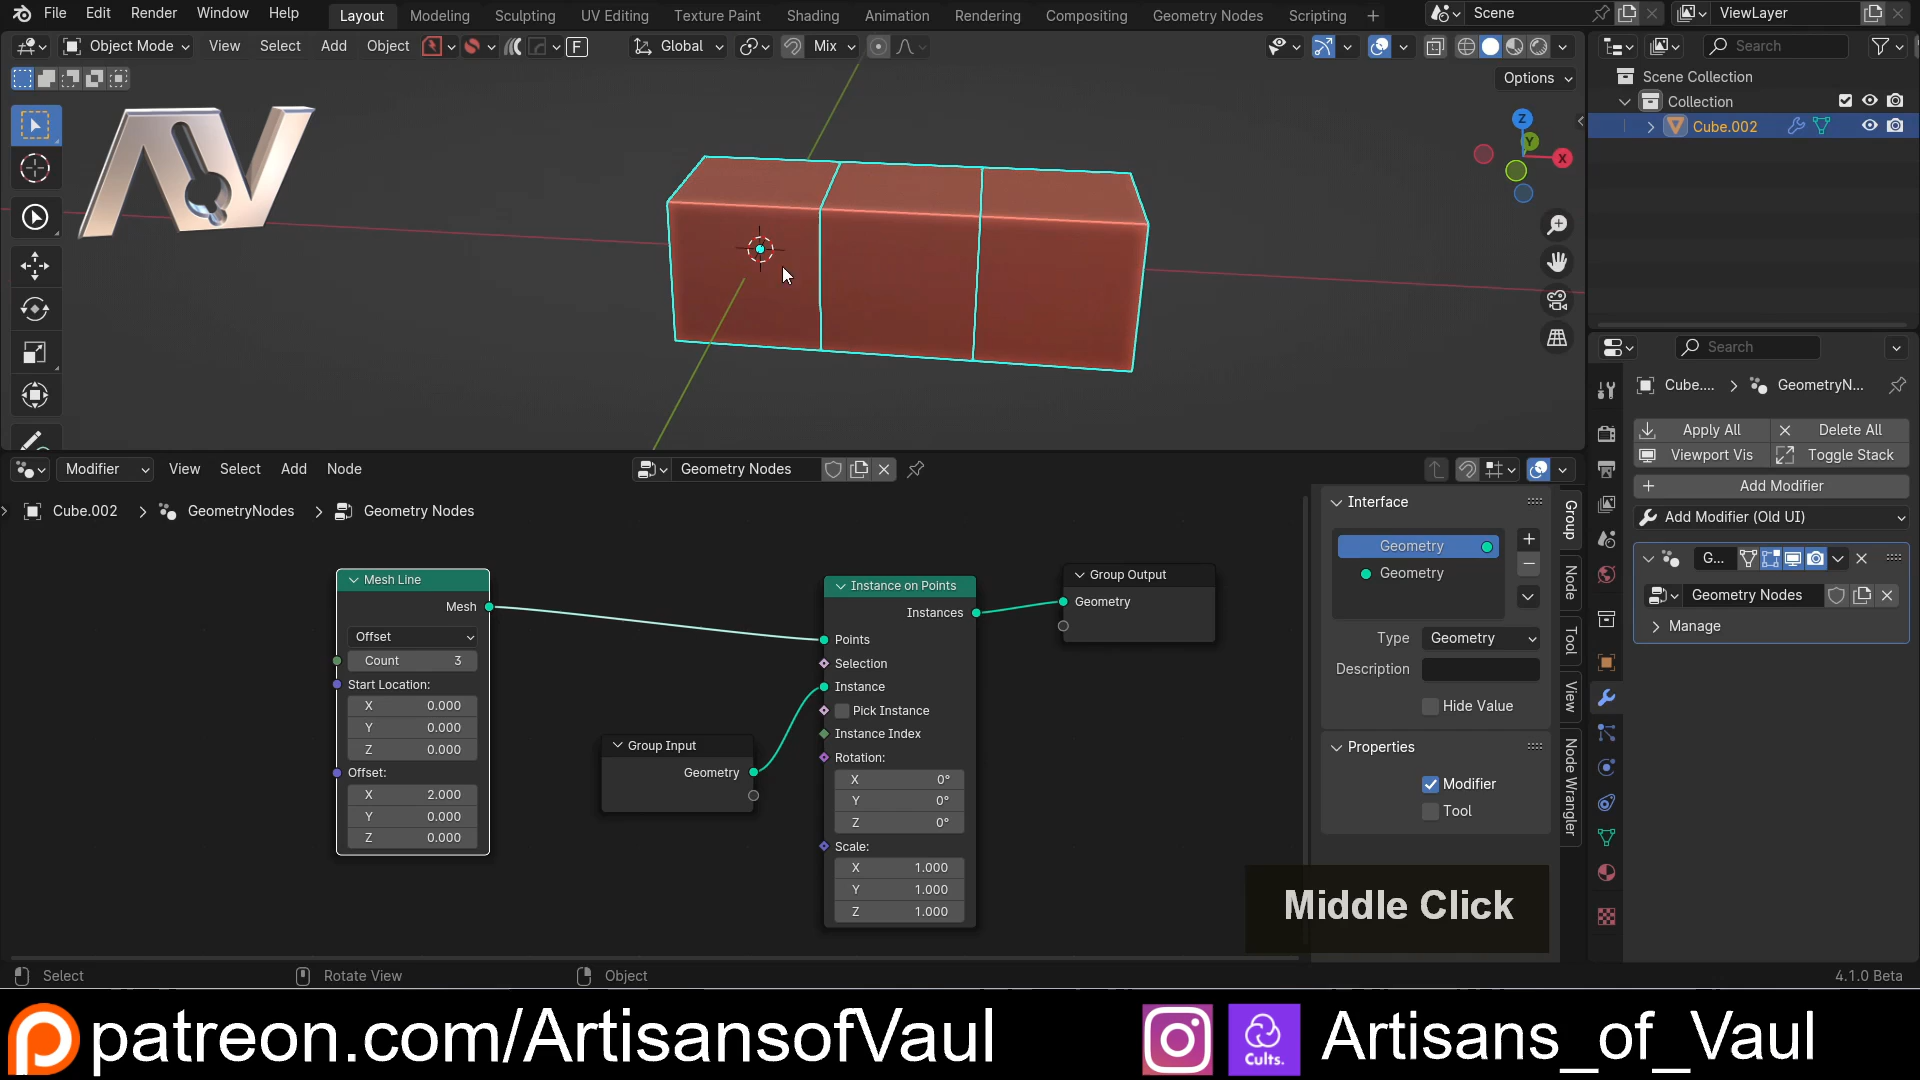 File Edit Render Window Help Layout Modeling Sculpting UV Editing Texture Paint Shading Animation Rendering Compositing Geometry Nodes Scripting + Scene ViewLayer
Object Mode View Select Add Object F Global Mix Search
Options
Scene Collection
Collection
Cube.002
Z
Y
X
Search
Cube.... GeometryN...
Apply All Delete All
Viewport Vis Toggle Stack
Add Modifier
Add Modifier (Old UI)
G...
Geometry Nodes
Manage
Modifier View Select Add Node Geometry Nodes
Cube.002 GeometryNodes Geometry Nodes
Mesh Line
Mesh
Offset
Count 3
Start Location:
X 0.000
Y 0.000
Z 0.000
Offset:
X 2.000
Y 0.000
Z 0.000
Group Input
Geometry
Instance on Points
Instances
Points
Selection
Instance
Pick Instance
Instance Index
Rotation:
X 0°
Y 0°
Z 0°
Scale:
X 1.000
Y 1.000
Z 1.000
Group Output
Geometry
Interface
Geometry
Geometry
Type Geometry
Description
Hide Value
Properties
Modifier
Tool
Group
Node
Tool
View
Node Wrangler
Middle Click
Select Rotate View Object 4.1.0 Beta
patreon.com/ArtisansofVaul Cults. Artisans_of_Vaul